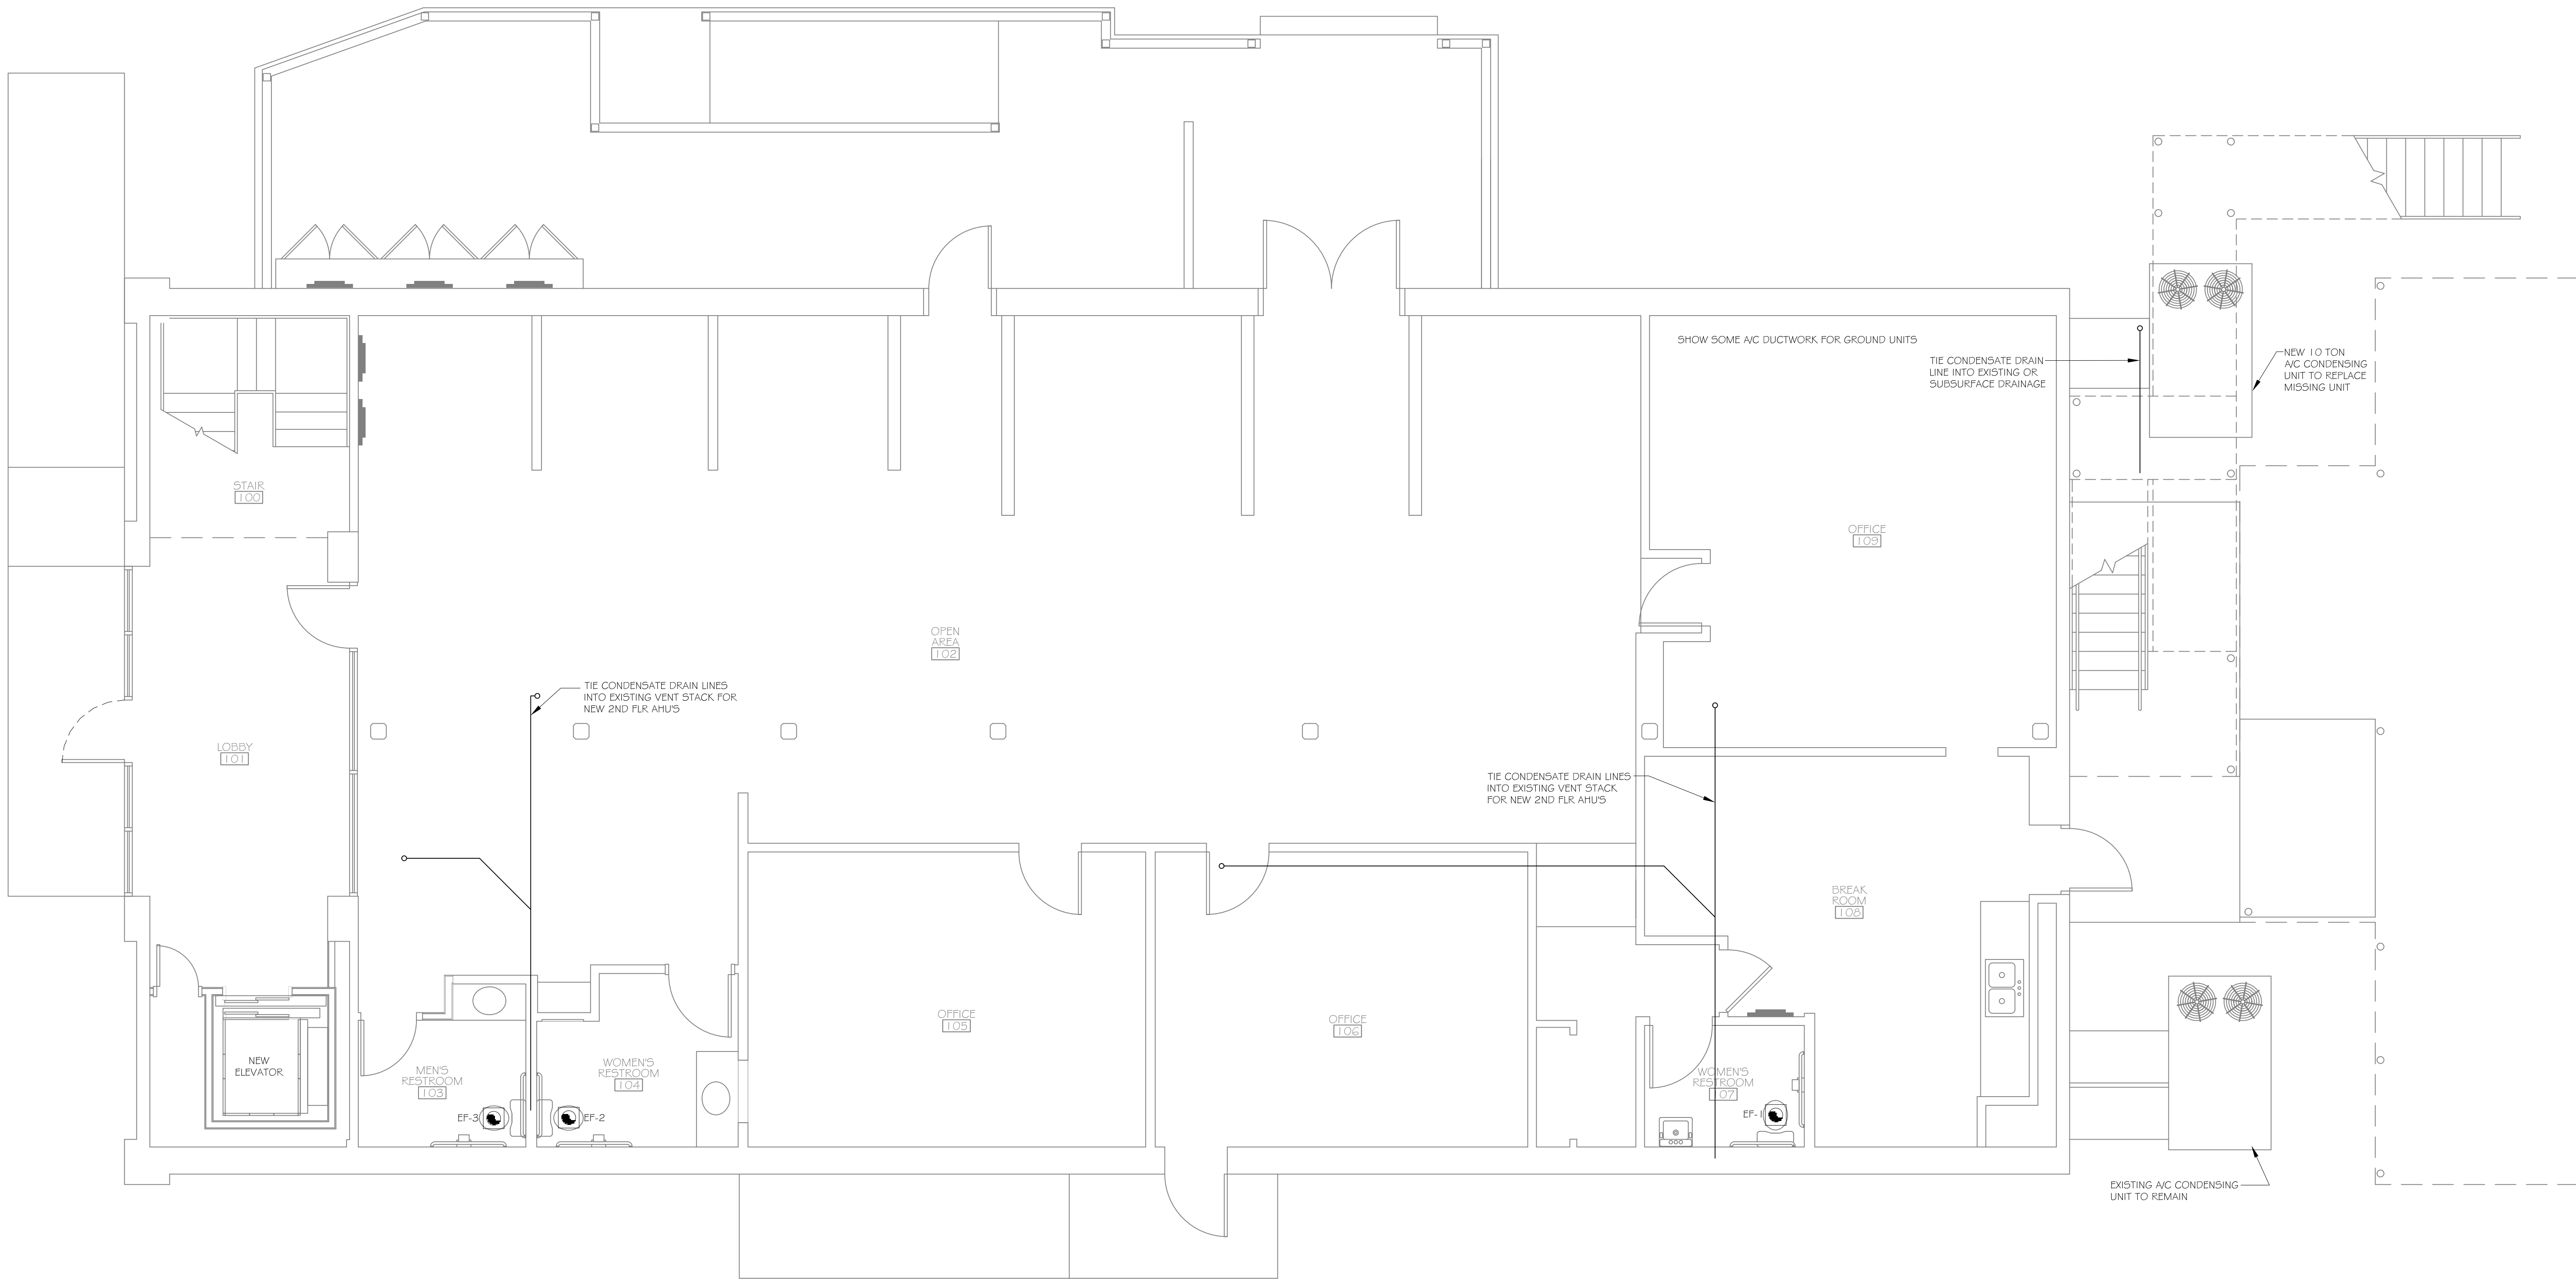 SHOW SOME A/C DUCTWORK FOR GROUND UNITS
TIE CONDENSATE DRAIN
LINE INTO EXISTING OR
SUBSURFACE DRAINAGE
NEW 10 TON
A/C CONDENSING
UNIT TO REPLACE
MISSING UNIT
STAIR
100
OFFICE
109
OPEN
AREA
102
TIE CONDENSATE DRAIN LINES
INTO EXISTING VENT STACK FOR
NEW 2ND FLR AHU'S
LOBBY
101
TIE CONDENSATE DRAIN LINES
INTO EXISTING VENT STACK
FOR NEW 2ND FLR AHU'S
BREAK
ROOM
108
OFFICE
105
OFFICE
106
NEW
ELEVATOR
MEN'S
RESTROOM
103
WOMEN'S
RESTROOM
104
WOMEN'S
RESTROOM
107
EF-3
EF-2
EF-1
EXISTING A/C CONDENSING
UNIT TO REMAIN